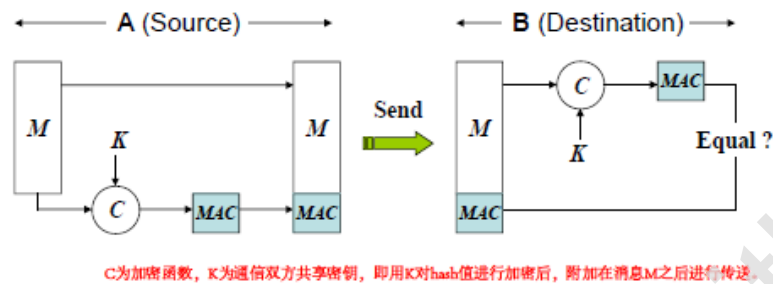 A (Source)
B (Destination)
M
K
C
MAC
M
MAC
Send
M
MAC
C
K
MAC
Equal ?
C为加密函数，K为通信双方共享密钥，即用K对hash值进行加密后，附加在消息M之后进行传送。